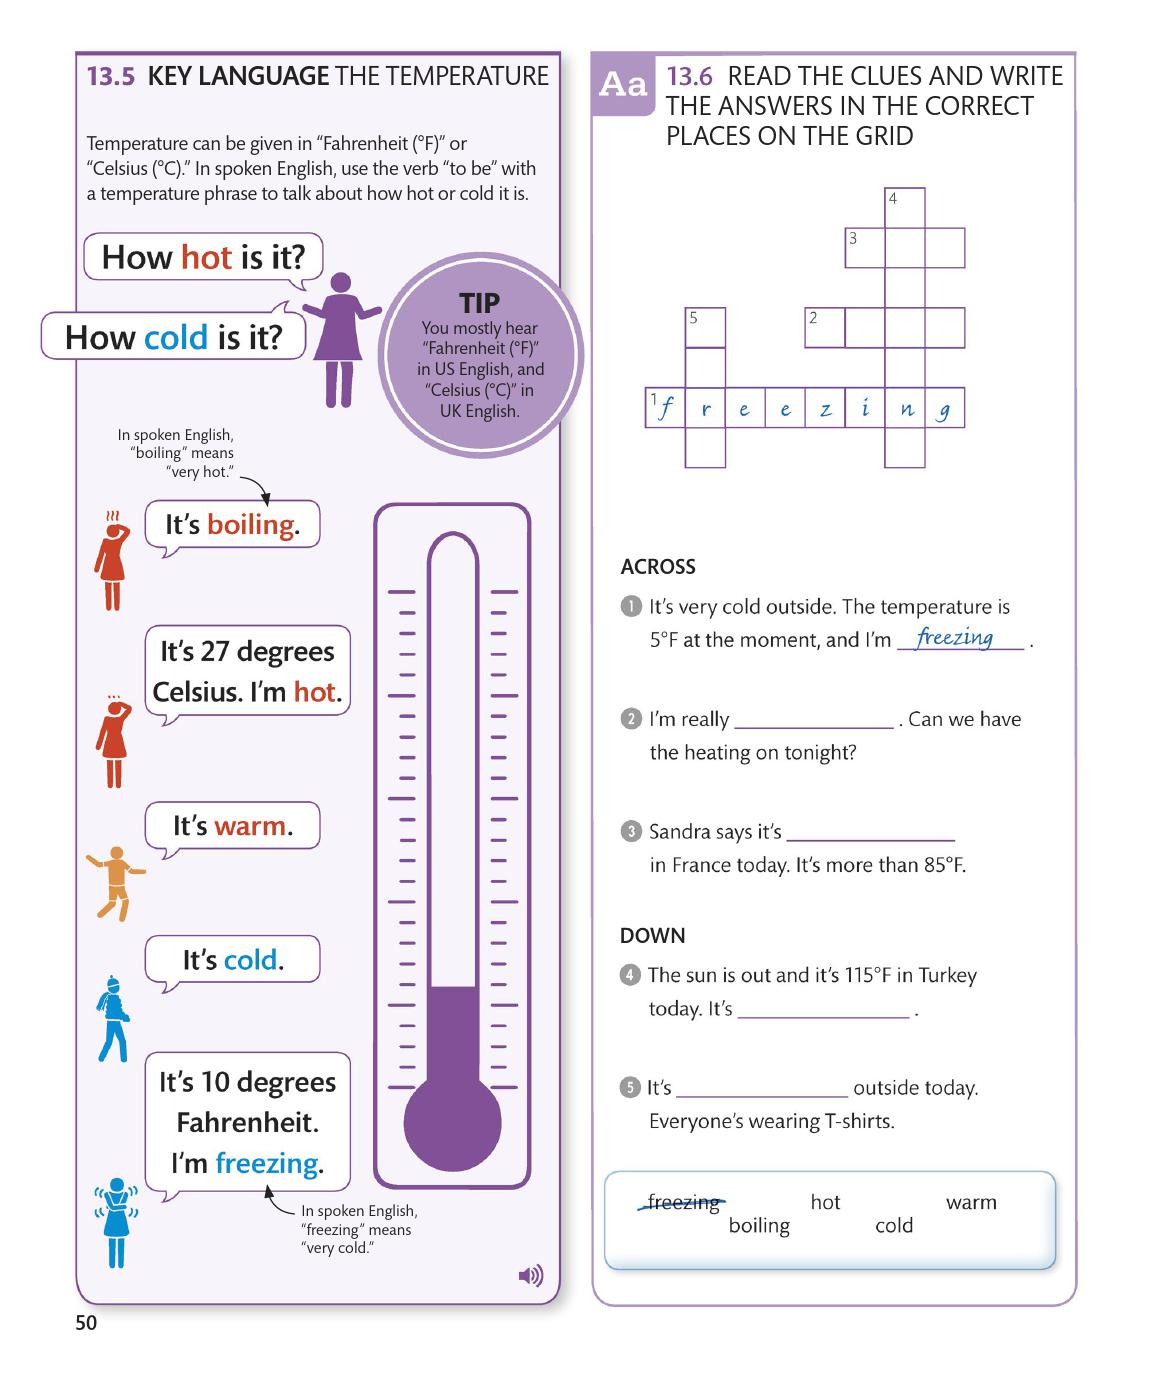 13.5 KEY LANGUAGE THE TEMPERATURE
Temperature can be given in “Fahrenheit (°F)” or
“Celsius (°C).” In spoken English, use the verb “to be” with
a temperature phrase to talk about how hot or cold it is.
How hot is it?
How cold is it?
TIP
You mostly hear
“Fahrenheit (°F)”
in US English, and
“Celsius (°C)” in
UK English.
In spoken English,
“boiling” means
“very hot.”
It’s boiling.
It’s 27 degrees
Celsius. I’m hot.
It’s warm.
It’s cold.
It’s 10 degrees
Fahrenheit.
I’m freezing.
In spoken English,
“freezing” means
“very cold.”
50
Aa 13.6 READ THE CLUES AND WRITE
THE ANSWERS IN THE CORRECT
PLACES ON THE GRID
4
3
5 2
1 f r e e z i n g
ACROSS
1 It’s very cold outside. The temperature is
5°F at the moment, and I’m freezing .
2 I’m really ______ . Can we have
the heating on tonight?
3 Sandra says it’s ______
in France today. It’s more than 85°F.
DOWN
4 The sun is out and it’s 115°F in Turkey
today. It’s ______ .
5 It’s ______ outside today.
Everyone’s wearing T-shirts.
freezing hot warm
boiling cold